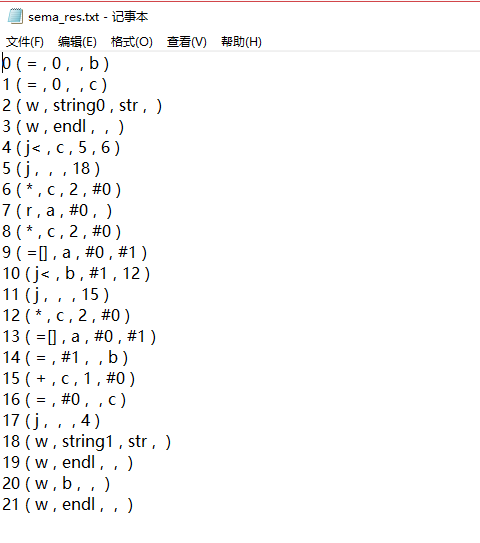 sema_res.txt - 记事本
文件(F) 编辑(E) 格式(O) 查看(V) 帮助(H)
0 ( = , 0 , , b )
1 ( = , 0 , , c )
2 ( w , string0 , str , )
3 ( w , endl , , )
4 ( j< , c , 5 , 6 )
5 ( j , , , 18 )
6 ( * , c , 2 , #0 )
7 ( r , a , #0 , )
8 ( * , c , 2 , #0 )
9 ( =[] , a , #0 , #1 )
10 ( j< , b , #1 , 12 )
11 ( j , , , 15 )
12 ( * , c , 2 , #0 )
13 ( =[] , a , #0 , #1 )
14 ( = , #1 , , b )
15 ( + , c , 1 , #0 )
16 ( = , #0 , , c )
17 ( j , , , 4 )
18 ( w , string1 , str , )
19 ( w , endl , , )
20 ( w , b , , )
21 ( w , endl , , )